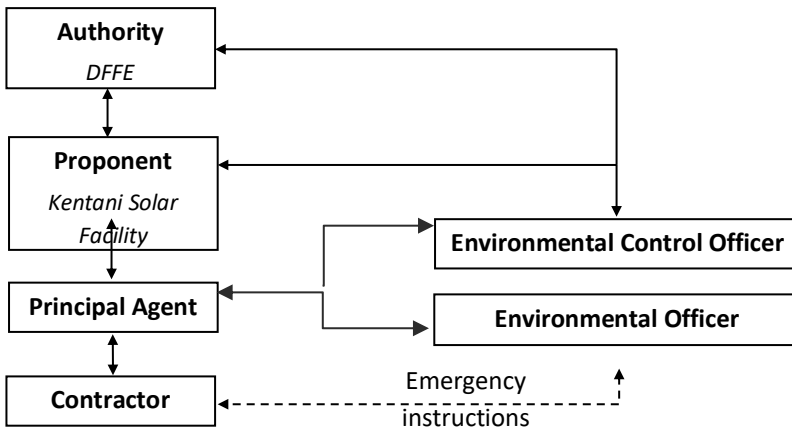 Authority
DFFE
Proponent
Kentani Solar
Facility
Environmental Control Officer
Principal Agent
Environmental Officer
Contractor
Emergency
instructions